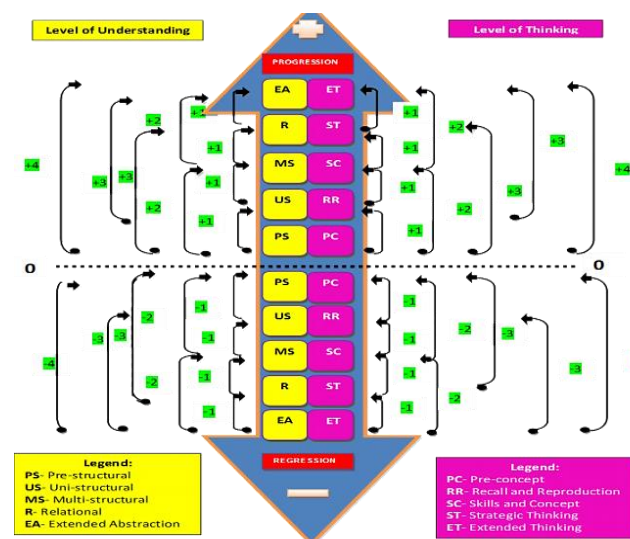 Level of Understanding
Level of Thinking
PROGRESSION
EA ET
R ST
MS SC
US RR
PS PC
+4
+3
+3
+2
+2
+2
+1
+1
+1
+1
+1
+1
+1
+2
+2
+3
+3
+4
0
0
PS PC
US RR
MS SC
R ST
EA ET
-4
-3
-3
-2
-2
-1
-1
-1
-1
-1
-1
-1
-1
-2
-2
-3
-3
REGRESSION
Legend:
PS- Pre-structural
US- Uni-structural
MS- Multi-structural
R- Relational
EA- Extended Abstraction
Legend:
PC- Pre-concept
RR- Recall and Reproduction
SC- Skills and Concept
ST- Strategic Thinking
ET- Extended Thinking